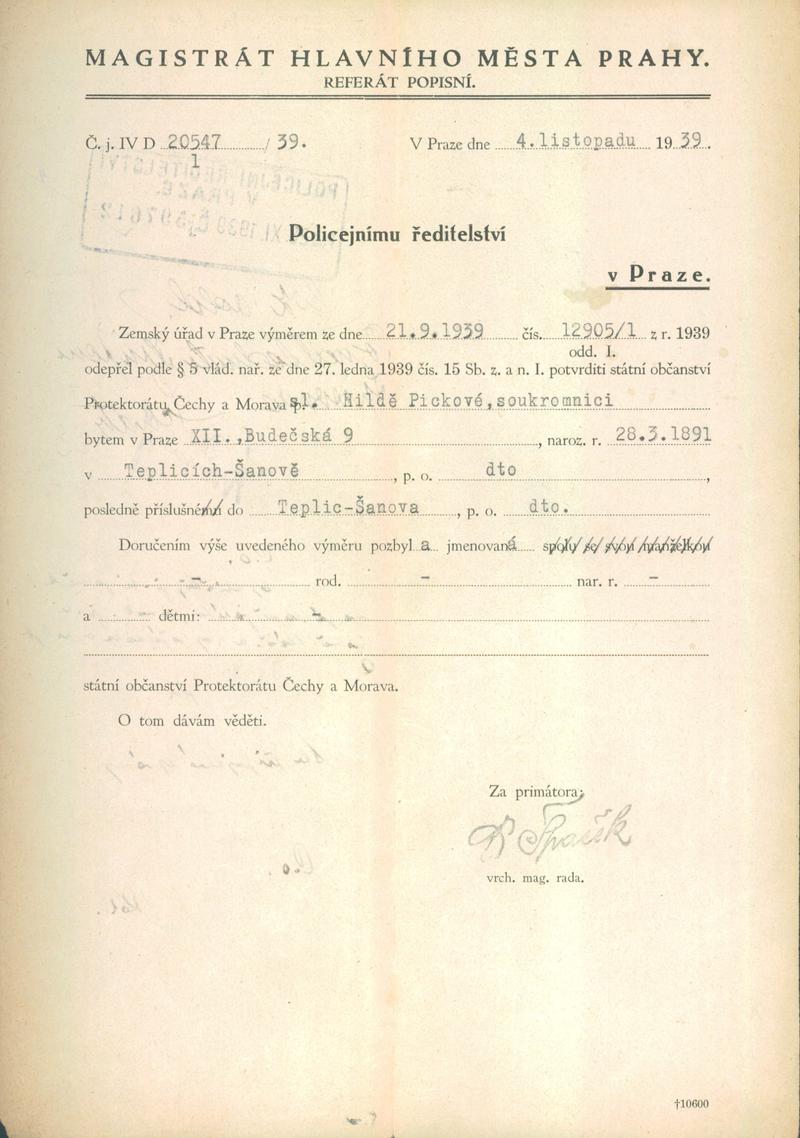 MAGISTRÁT HLAVNÍHO MĚSTA PRAHY.
REFERÁT POPISNÍ.
Č. j. IV D 20547 / 39.
1
V Praze dne 4. listopadu 19 39.
Policejnímu ředitelství
v Praze.
Zemský úřad v Praze výměrem ze dne 21.9.1939 čís. 12905/1 z r. 1939
odd. I.
odepřel podle § 5 vlád. nař. ze dne 27. ledna 1939 čís. 15 Sb. z. a n. I. potvrditi státní občanství
Protektorátu Čechy a Morava sl. Hildě Pickové, soukromnici
bytem v Praze XII., Budečská 9, naroz. r. 28.3.1891
v Teplicích-Šanově, p. o. dto,
posledně příslušné do Teplic-Šanova, p. o. dto.
Doručením výše uvedeného výměru pozbyl a jmenovaná spolu se svou manželkou
- rod. - nar. r. -
a dětmi: -
státní občanství Protektorátu Čechy a Morava.
O tom dávám věděti.
Za primátora:
vrch. mag. rada.
†10600